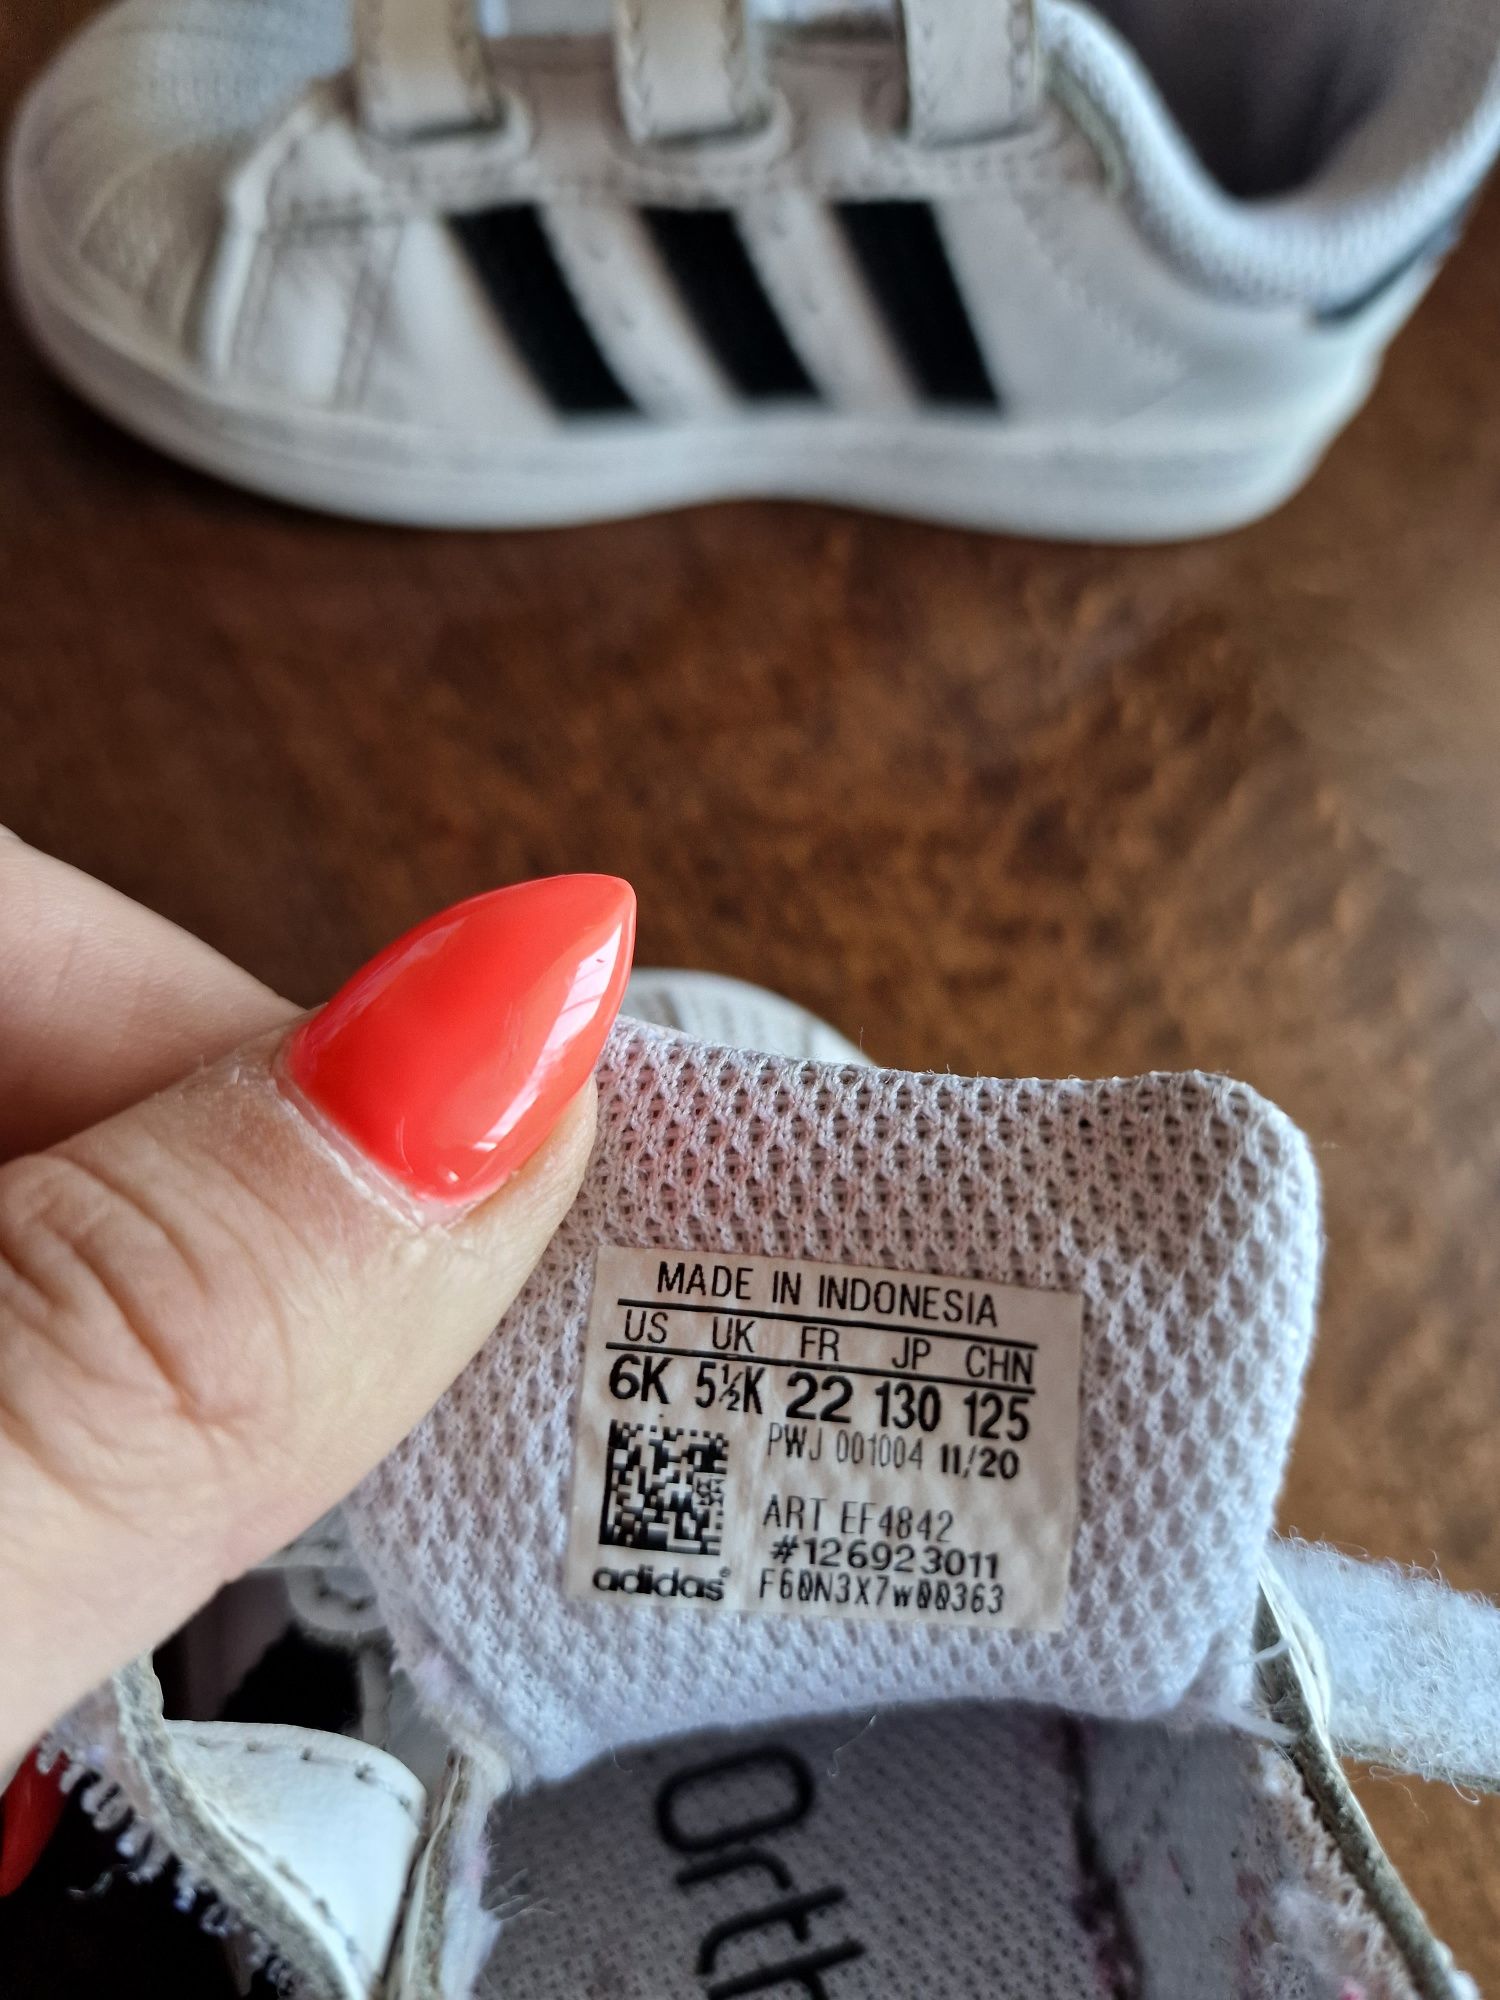 MADE IN INDONESIA
US UK FR JP CHN
6K 5½K 22 130 125
PWJ 001004 11/20
ART EF4842
#126923011
adidas® F60N3X7w00363
Orth